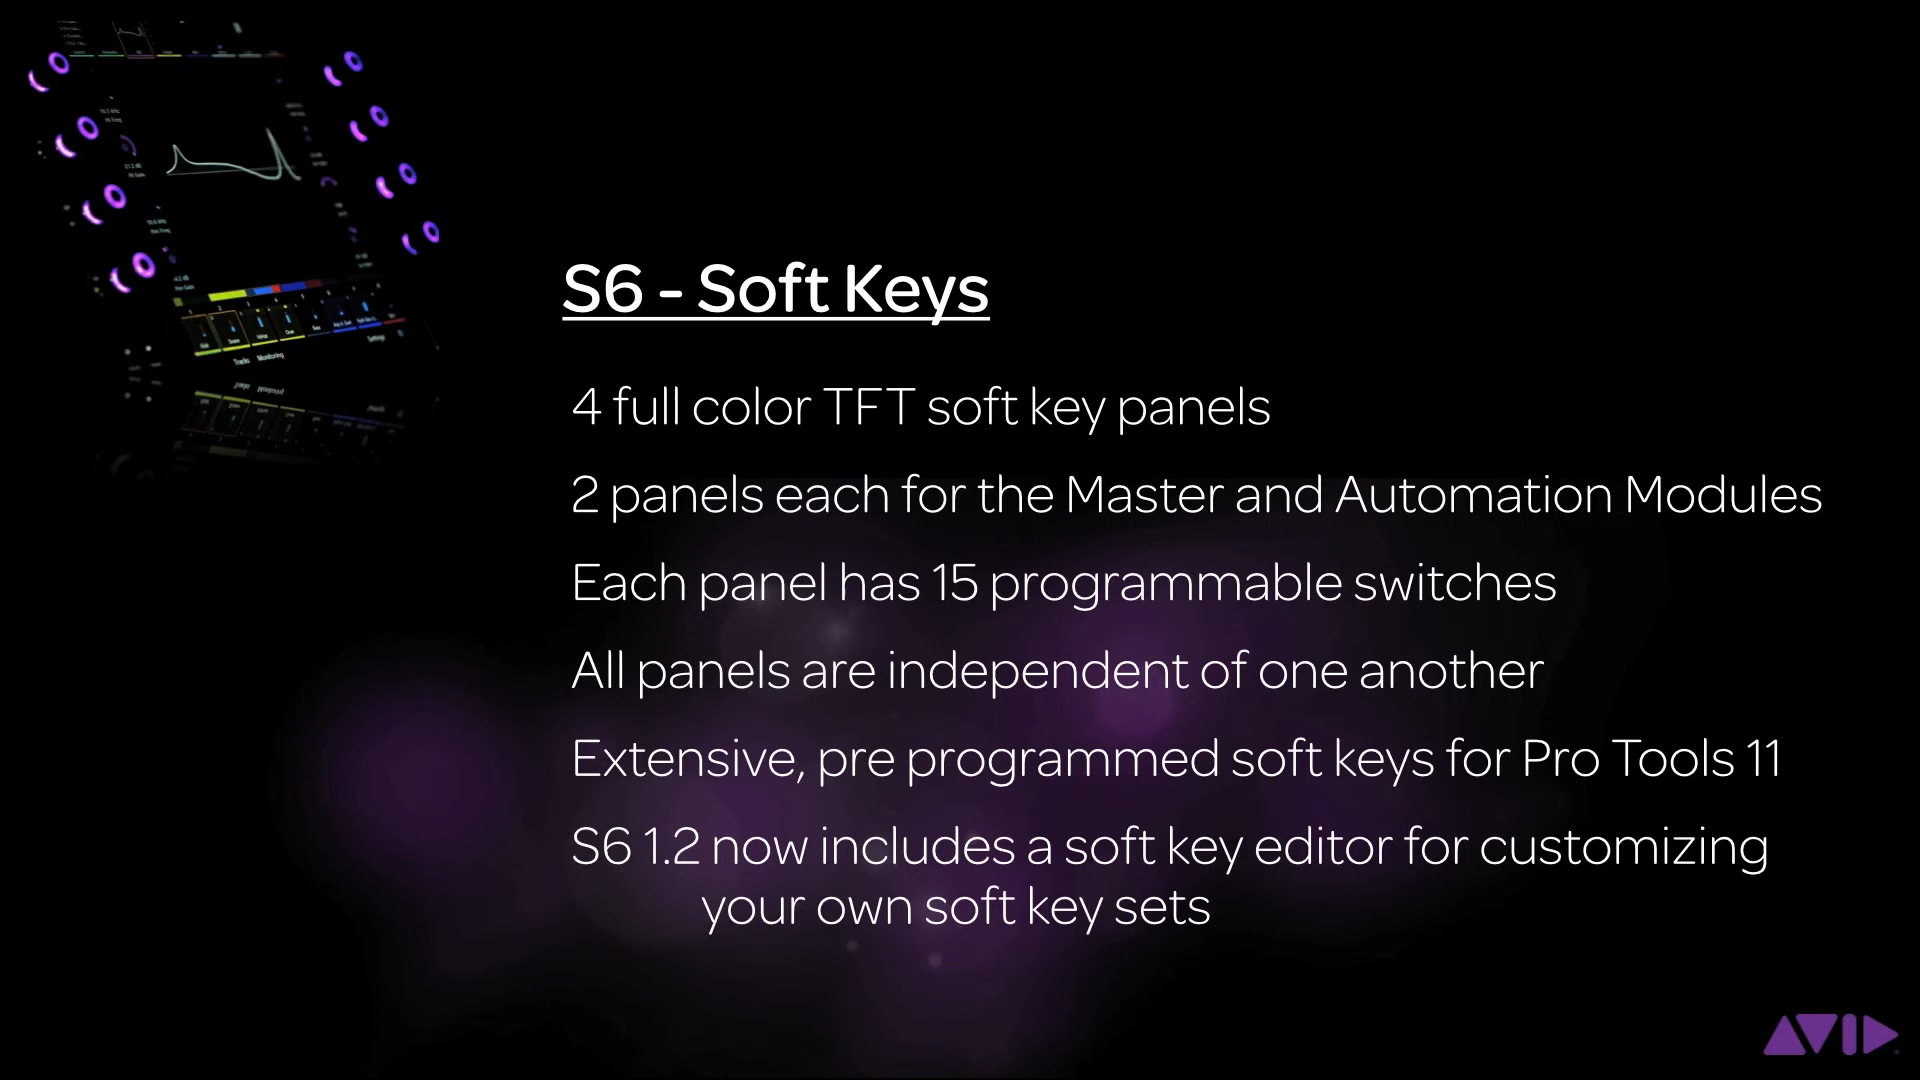 S6 - Soft Keys
4 full color TFT soft key panels
2 panels each for the Master and Automation Modules
Each panel has 15 programmable switches
All panels are independent of one another
Extensive, pre programmed soft keys for Pro Tools 11
S6 1.2 now includes a soft key editor for customizing
your own soft key sets
Tracks Monitoring
Settings
AVID